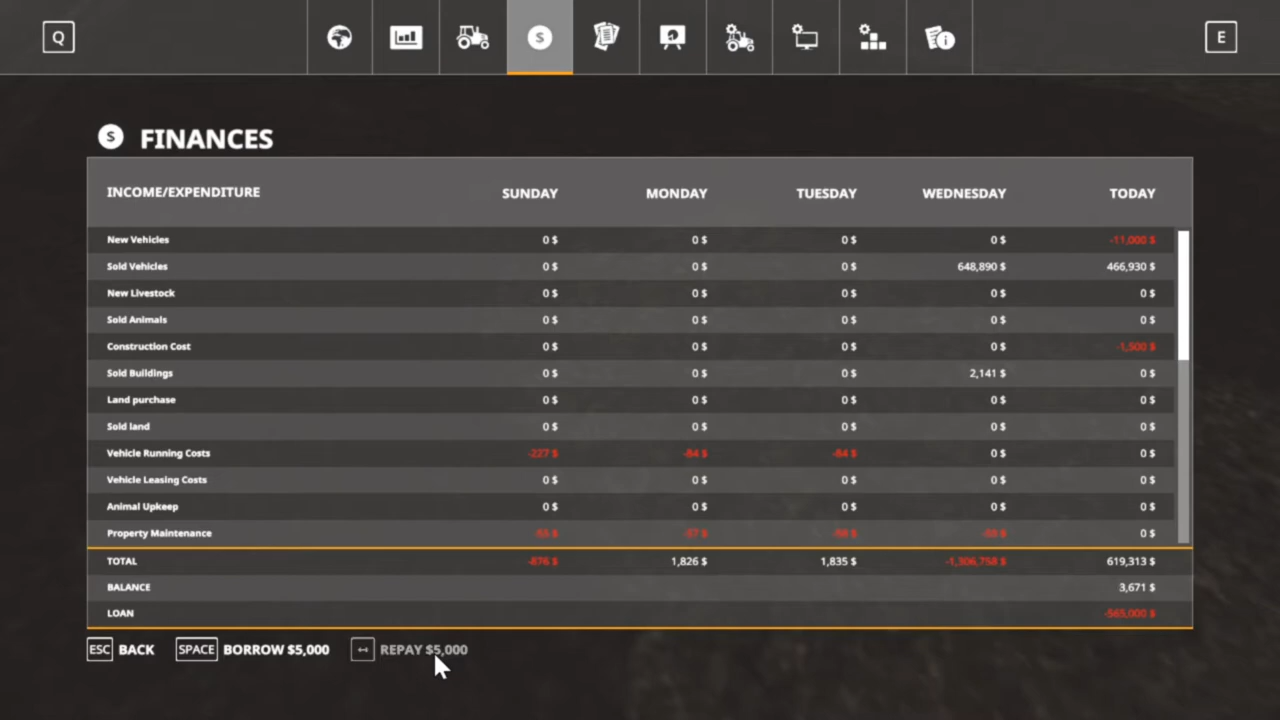 Q
E
FINANCES
INCOME/EXPENDITURE SUNDAY MONDAY TUESDAY WEDNESDAY TODAY
New Vehicles 0 $ 0 $ 0 $ 0 $ -11,000 $
Sold Vehicles 0 $ 0 $ 0 $ 648,890 $ 466,930 $
New Livestock 0 $ 0 $ 0 $ 0 $ 0 $
Sold Animals 0 $ 0 $ 0 $ 0 $ 0 $
Construction Cost 0 $ 0 $ 0 $ 0 $ -1,500 $
Sold Buildings 0 $ 0 $ 0 $ 2,141 $ 0 $
Land purchase 0 $ 0 $ 0 $ 0 $ 0 $
Sold land 0 $ 0 $ 0 $ 0 $ 0 $
Vehicle Running Costs -227 $ -84 $ -84 $ 0 $ 0 $
Vehicle Leasing Costs 0 $ 0 $ 0 $ 0 $ 0 $
Animal Upkeep 0 $ 0 $ 0 $ 0 $ 0 $
Property Maintenance 0 $
TOTAL -876 $ 1,826 $ 1,835 $ -1,306,758 $ 619,313 $
BALANCE 3,671 $
LOAN -565,000 $
ESC BACK SPACE BORROW $5,000 ↔ REPAY $5,000